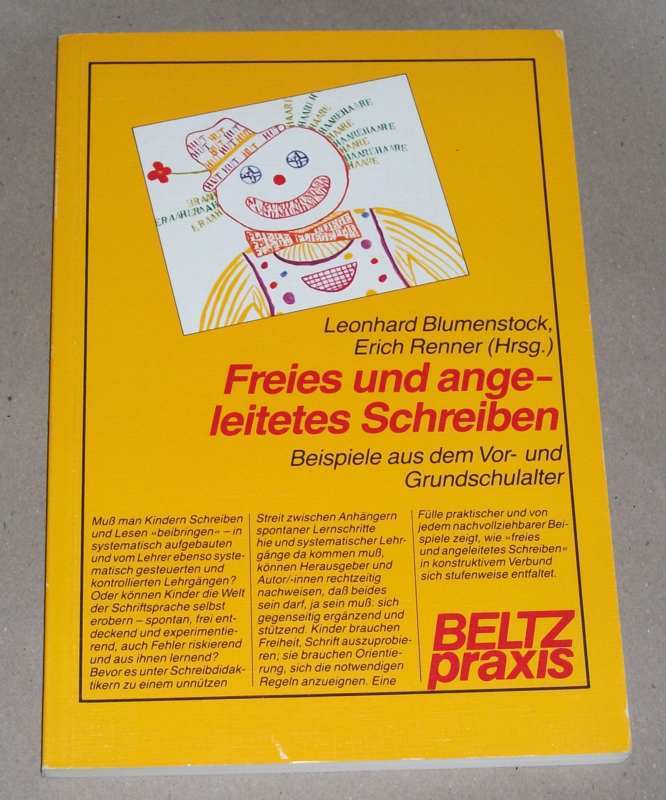 HUT HUT HUT HUT
HAARE
HAAREHAARE
HAARE
HAAREHAARE
HAARE
HAAREHAARE
HAARE
Leonhard Blumenstock,
Erich Renner (Hrsg.)
Freies und ange-
leitetes Schreiben
Beispiele aus dem Vor- und
Grundschulalter
Muß man Kindern Schreiben
und Lesen »beibringen« – in
systematisch aufgebauten
und vom Lehrer ebenso syste-
matisch gesteuerten und
kontrollierten Lehrgängen?
Oder können Kinder die Welt
der Schriftsprache selbst
erobern – spontan, frei ent-
deckend und experimentie-
rend, auch Fehler riskierend
und aus ihnen lernend?
Bevor es unter Schreibdidak-
tikern zu einem unnützen
Streit zwischen Anhängern
spontaner Lernschritte
hie und systematischer Lehr-
gänge da kommen muß,
können Herausgeber und
Autor/-innen rechtzeitig
nachweisen, daß beides
sein darf, ja sein muß: sich
gegenseitig ergänzend und
stützend. Kinder brauchen
Freiheit, Schrift auszuprobie-
ren; sie brauchen Orientie-
rung, sich die notwendigen
Regeln anzueignen. Eine
Fülle praktischer und von
jedem nachvollziehbarer Bei-
spiele zeigt, wie »freies
und angeleitetes Schreiben«
in konstruktivem Verbund
sich stufenweise entfaltet.
BELTZ
praxis